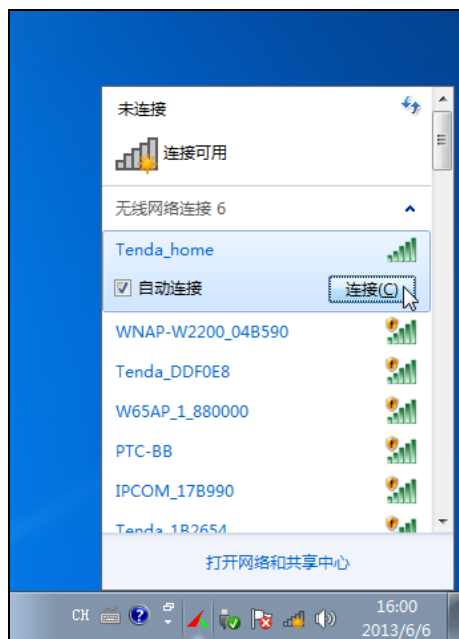 未连接
连接可用
无线网络连接 6
Tenda_home
自动连接
连接(C)
WNAP-W2200_04B590
Tenda_DDF0E8
W65AP_1_880000
PTC-BB
IPCOM_17B990
Tenda_1B2654
打开网络和共享中心
CH
16:00
2013/6/6